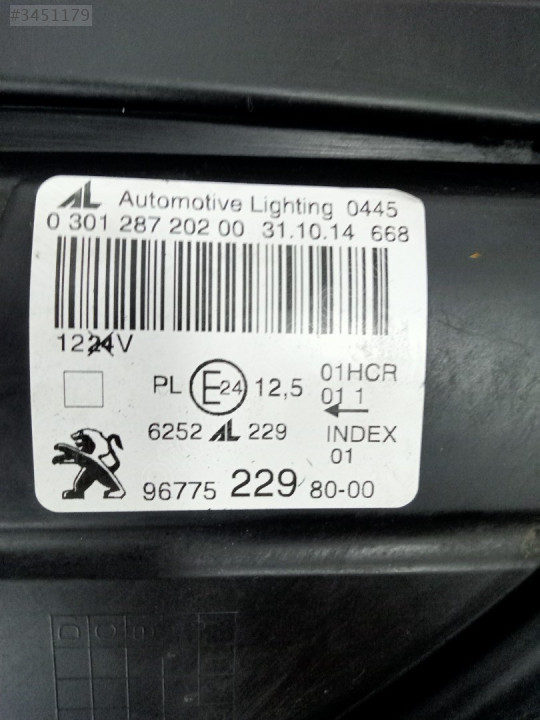 #3451179
AL Automotive Lighting 0445
0 301 287 202 00 31.10.14 668
1224V
PL E24 12,5 01HCR
01 1
6252 AL 229 INDEX
01
96775 229 80-00